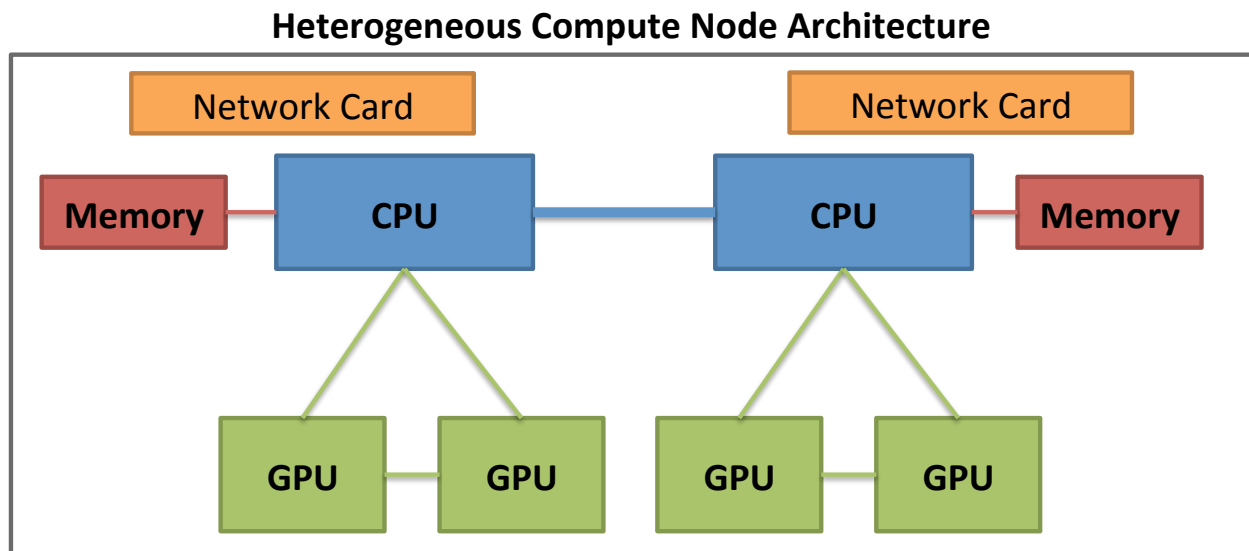 Heterogeneous Compute Node Architecture
Network Card
Network Card
Memory
CPU
CPU
Memory
GPU
GPU
GPU
GPU